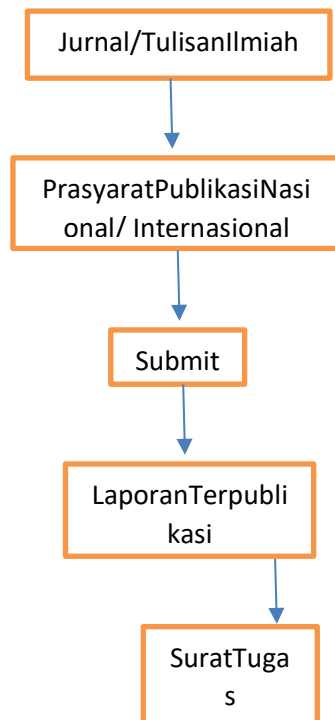 Jurnal/TulisanIlmiah
PrasyaratPublikasiNasi
onal/ Internasional
Submit
LaporanTerpubli
kasi
SuratTuga
s